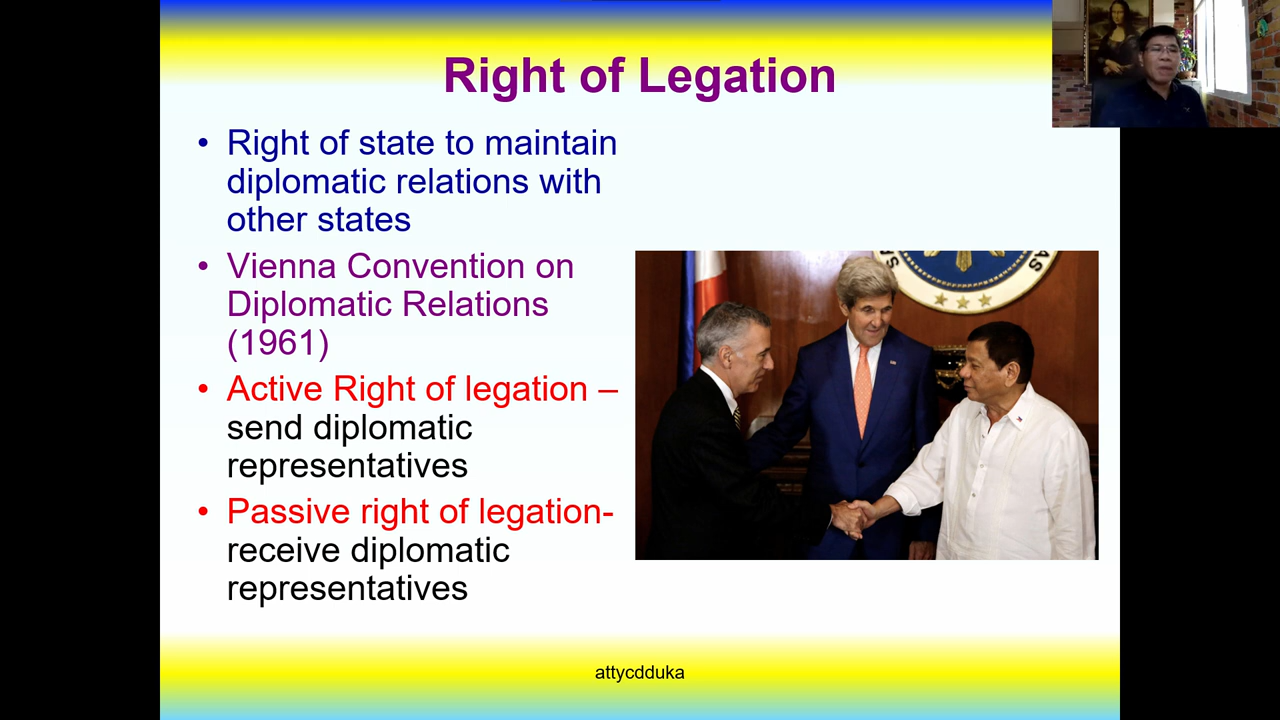 Right of Legation
• Right of state to maintain
diplomatic relations with
other states
• Vienna Convention on
Diplomatic Relations
(1961)
• Active Right of legation –
send diplomatic
representatives
• Passive right of legation-
receive diplomatic
representatives
attycdduka